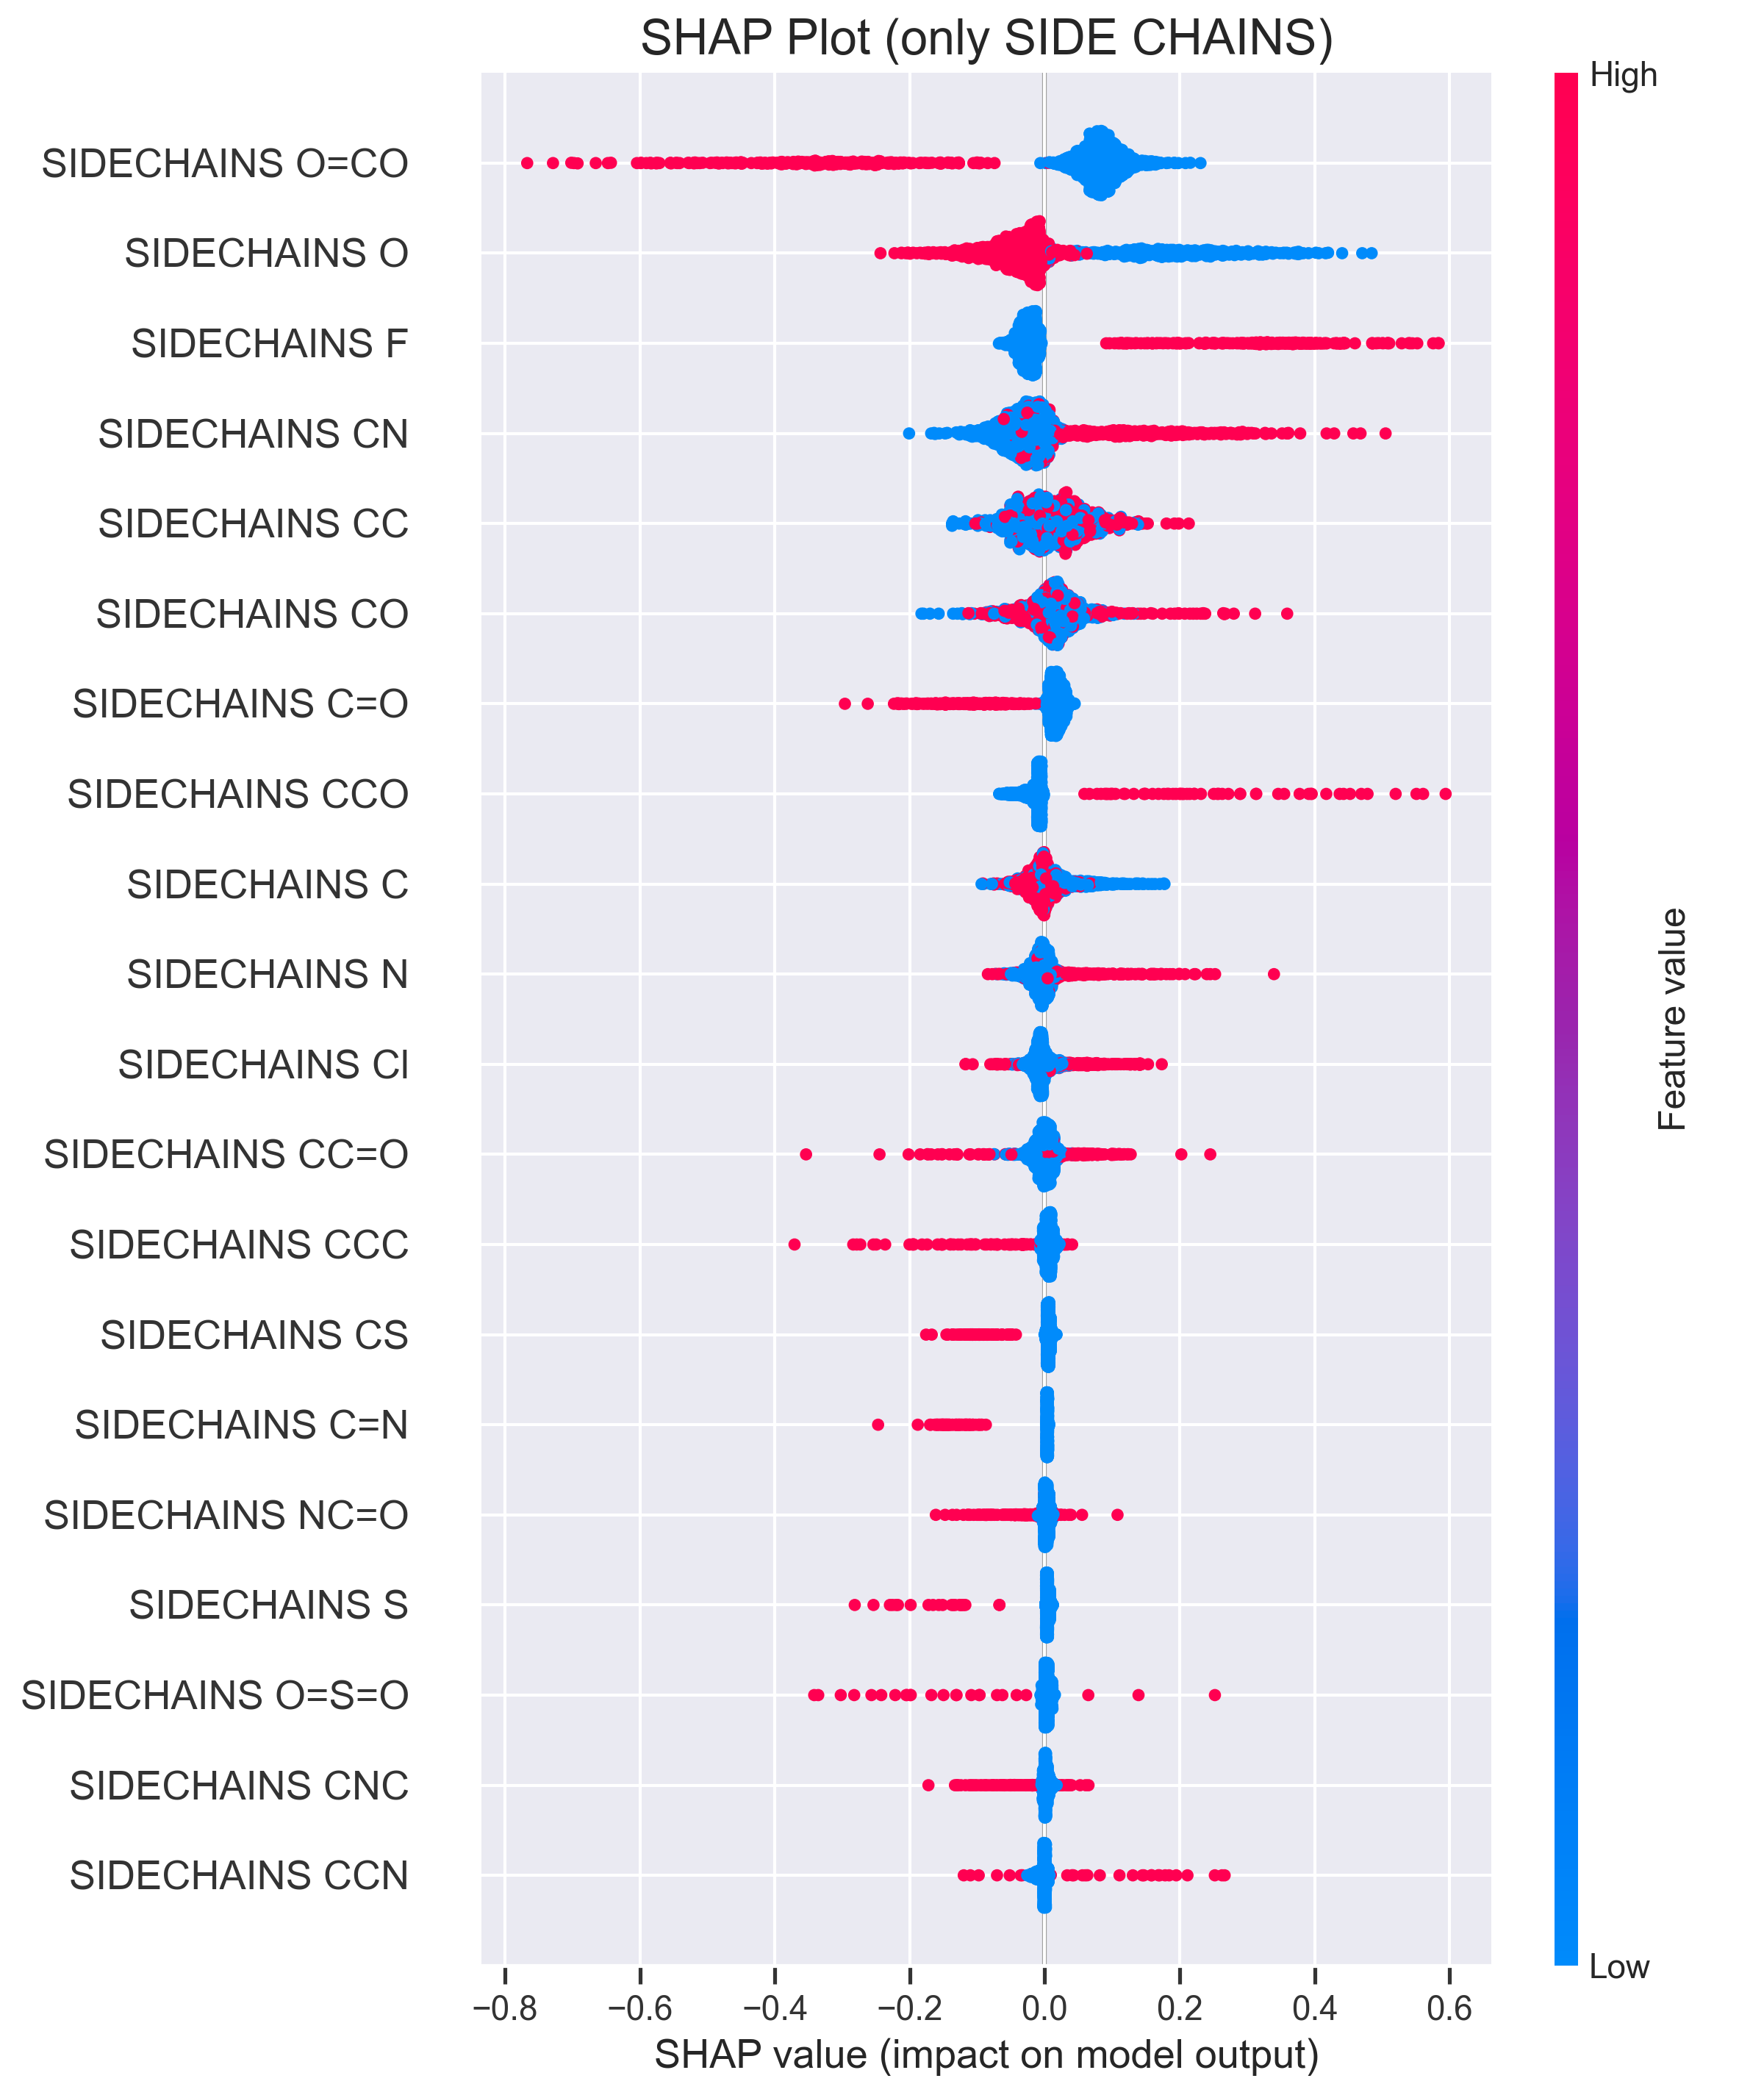 SHAP Plot (only SIDE CHAINS)
High
SIDECHAINS O=CO
SIDECHAINS O
SIDECHAINS F
SIDECHAINS CN
SIDECHAINS CC
SIDECHAINS CO
SIDECHAINS C=O
SIDECHAINS CCO
SIDECHAINS C
SIDECHAINS N
SIDECHAINS Cl
SIDECHAINS CC=O
SIDECHAINS CCC
SIDECHAINS CS
SIDECHAINS C=N
SIDECHAINS NC=O
SIDECHAINS S
SIDECHAINS O=S=O
SIDECHAINS CNC
SIDECHAINS CCN
Feature value
Low
−0.8 −0.6 −0.4 −0.2 0.0 0.2 0.4 0.6
SHAP value (impact on model output)